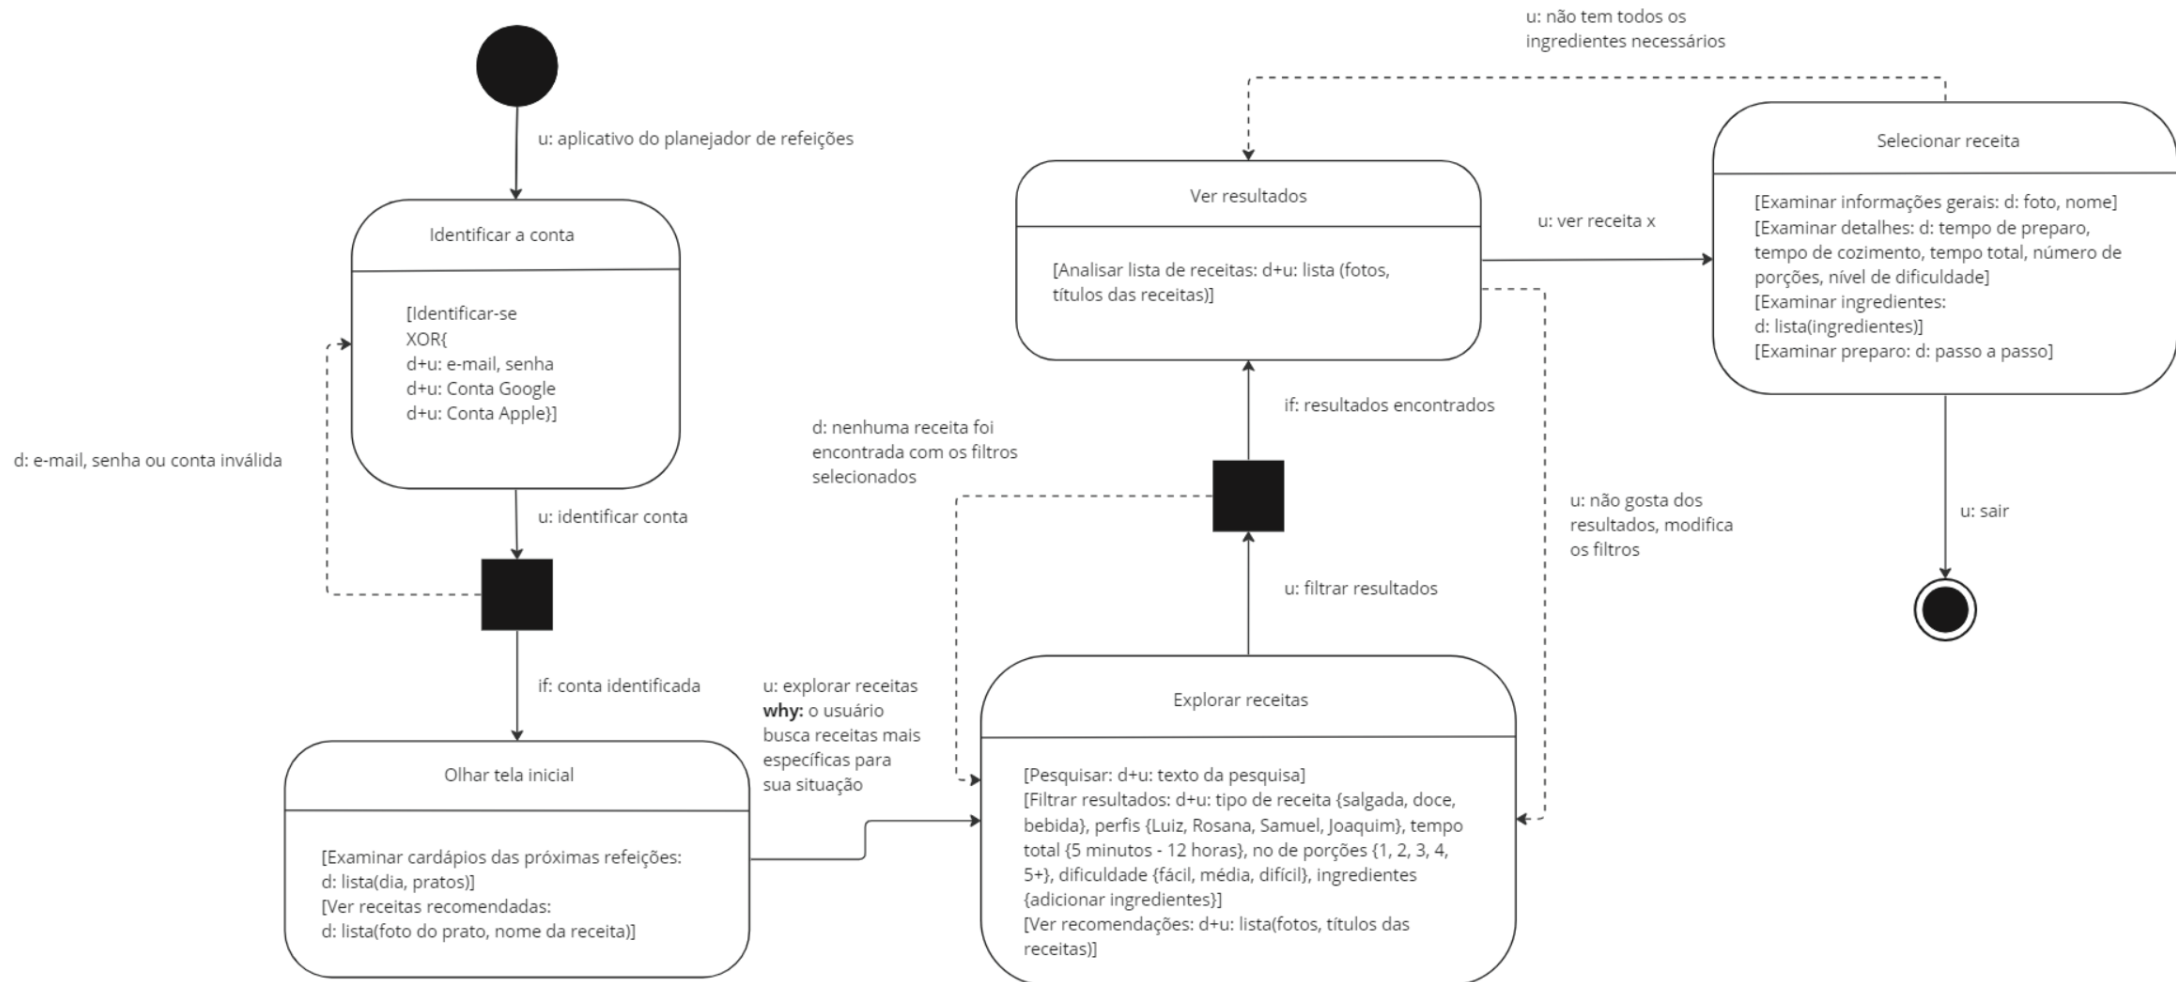 u: aplicativo do planejador de refeições
Identificar a conta
[Identificar-se
XOR{
d+u: e-mail, senha
d+u: Conta Google
d+u: Conta Apple}]
d: e-mail, senha ou conta inválida
u: identificar conta
if: conta identificada
Olhar tela inicial
[Examinar cardápios das próximas refeições:
d: lista(dia, pratos)]
[Ver receitas recomendadas:
d: lista(foto do prato, nome da receita)]
u: explorar receitas
why: o usuário
busca receitas mais
específicas para
sua situação
Explorar receitas
[Pesquisar: d+u: texto da pesquisa]
[Filtrar resultados: d+u: tipo de receita {salgada, doce,
bebida}, perfis {Luiz, Rosana, Samuel, Joaquim}, tempo
total {5 minutos - 12 horas}, no de porções {1, 2, 3, 4,
5+}, dificuldade {fácil, média, difícil}, ingredientes
{adicionar ingredientes}]
[Ver recomendações: d+u: lista(fotos, títulos das
receitas)]
u: filtrar resultados
d: nenhuma receita foi
encontrada com os filtros
selecionados
if: resultados encontrados
Ver resultados
[Analisar lista de receitas: d+u: lista (fotos,
títulos das receitas)]
u: não gosta dos
resultados, modifica
os filtros
u: ver receita x
u: não tem todos os
ingredientes necessários
Selecionar receita
[Examinar informações gerais: d: foto, nome]
[Examinar detalhes: d: tempo de preparo,
tempo de cozimento, tempo total, número de
porções, nível de dificuldade]
[Examinar ingredientes:
d: lista(ingredientes)]
[Examinar preparo: d: passo a passo]
u: sair